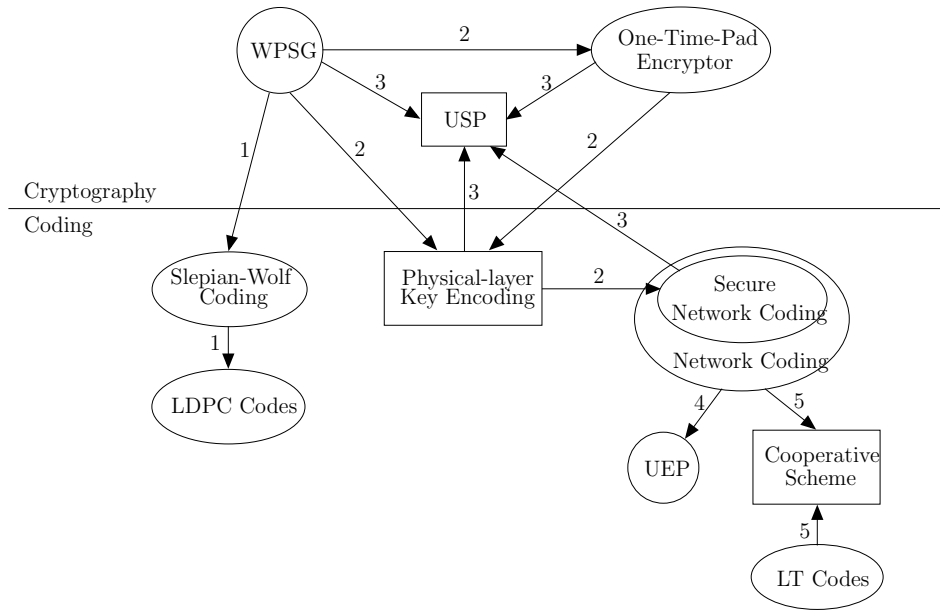 WPSG
2
One-Time-Pad
Encryptor
3
3
USP
1
2
2
3
Cryptography
Coding
3
Slepian-Wolf
Coding
Physical-layer
Key Encoding
2
Secure
Network Coding
1
Network Coding
LDPC Codes
4
5
UEP
Cooperative
Scheme
5
LT Codes